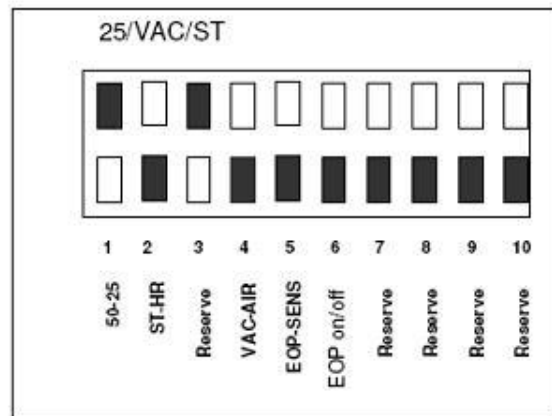 25/VAC/ST
1 2 3 4 5 6 7 8 9 10
50-25
ST-HR
Reserve
VAC-AIR
EOP-SENS
EOP on/off
Reserve
Reserve
Reserve
Reserve